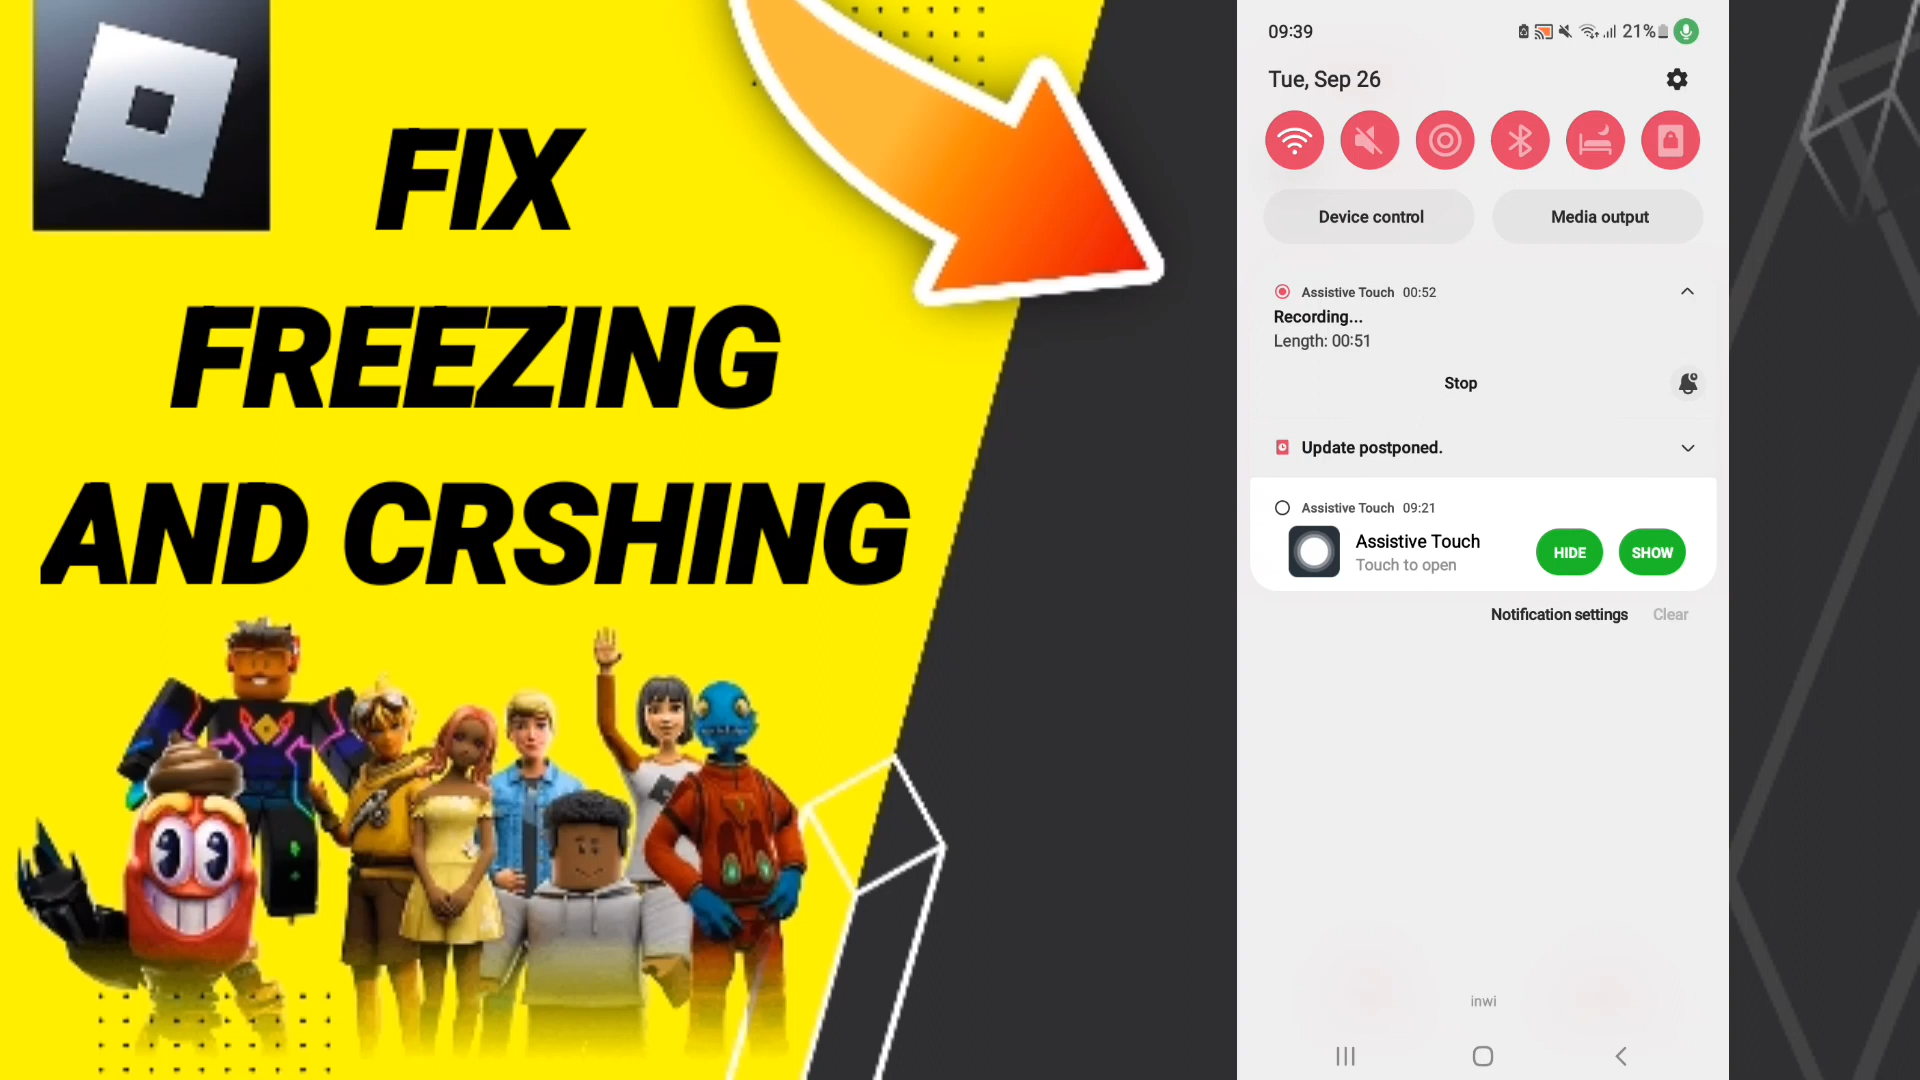 FIX
FREEZING
AND CRSHING
09:39
21%
Tue, Sep 26
Device control
Media output
Assistive Touch 00:52
Recording...
Length: 00:51
Stop
Update postponed.
Assistive Touch 09:21
Assistive Touch
Touch to open
HIDE
SHOW
Notification settings
Clear
inwi